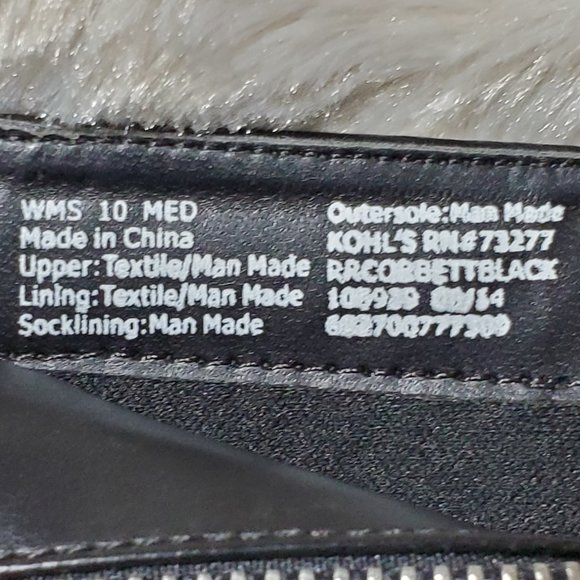 WMS 10 MED
Made in China
Upper:Textile/Man Made
Lining:Textile/Man Made
Socklining:Man Made
Outersole:Man Made
KOHL'S RN#73277
RRCORBETTBLACK